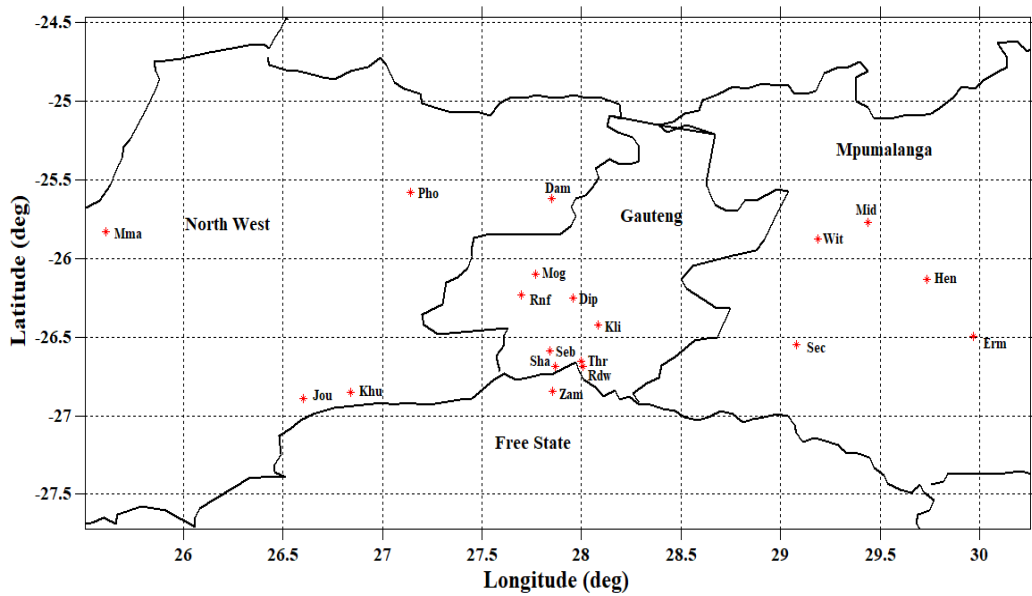 -24.5
-25
Mpumalanga
-25.5
Pho
Dam
Gauteng
Mid
Mma
North West
Wit
-26
Mog
Hen
Rnf
Dip
Kli
-26.5
Erm
Sec
Seb
Sha
Thr
Rdw
Jou
Khu
Zam
-27
Free State
-27.5
26
26.5
27
27.5
28
28.5
29
29.5
30
Latitude (deg)
Longitude (deg)